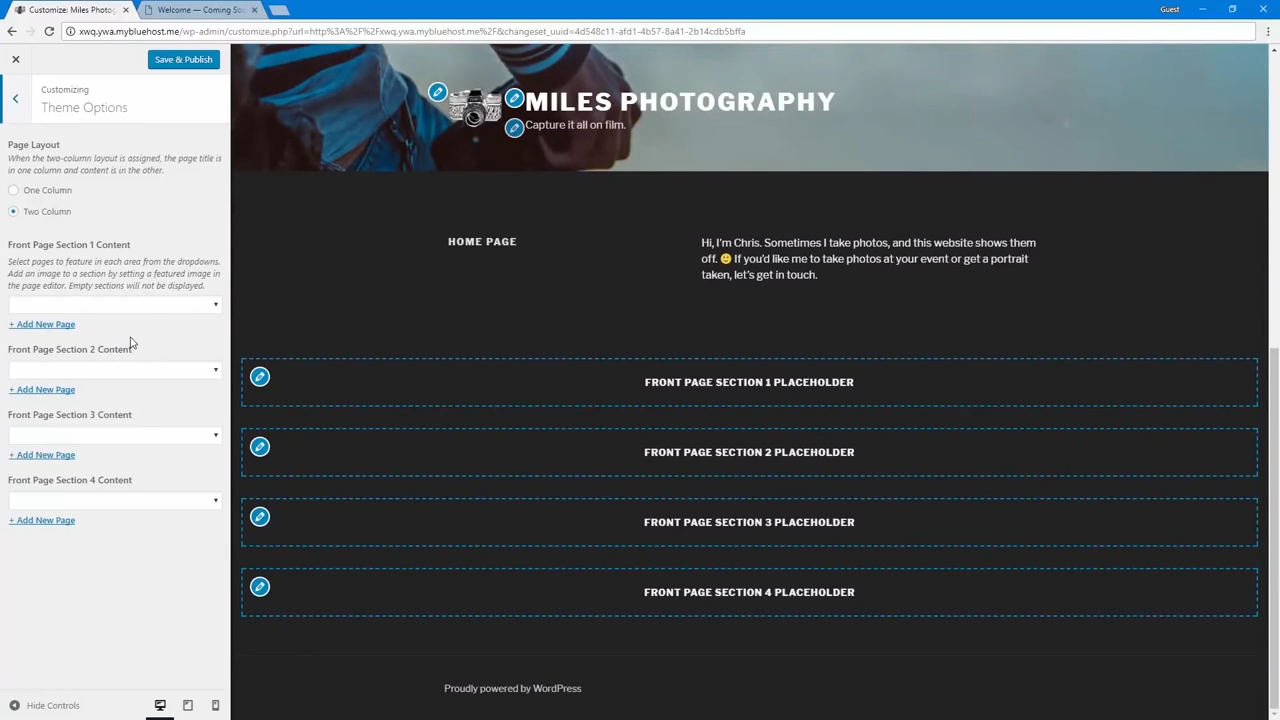 Customize: Miles Photog
Welcome — Coming Soo
Guest
xwq.ywa.mybluehost.me/wp-admin/customize.php?url=http%3A%2F%2Fxwq.ywa.mybluehost.me%2F&changeset_uuid=4d548c11-afd1-4b57-8a41-2b14cdb5bffa
Save & Publish
Customizing
Theme Options
Page Layout
When the two-column layout is assigned, the page title is
in one column and content is in the other.
One Column
Two Column
Front Page Section 1 Content
Select pages to feature in each area from the dropdowns.
Add an image to a section by setting a featured image in
the page editor. Empty sections will not be displayed.
+ Add New Page
Front Page Section 2 Content
+ Add New Page
Front Page Section 3 Content
+ Add New Page
Front Page Section 4 Content
+ Add New Page
Hide Controls
MILES PHOTOGRAPHY
Capture it all on film.
HOME PAGE
Hi, I'm Chris. Sometimes I take photos, and this website shows them
off. 🙂 If you'd like me to take photos at your event or get a portrait
taken, let's get in touch.
FRONT PAGE SECTION 1 PLACEHOLDER
FRONT PAGE SECTION 2 PLACEHOLDER
FRONT PAGE SECTION 3 PLACEHOLDER
FRONT PAGE SECTION 4 PLACEHOLDER
Proudly powered by WordPress